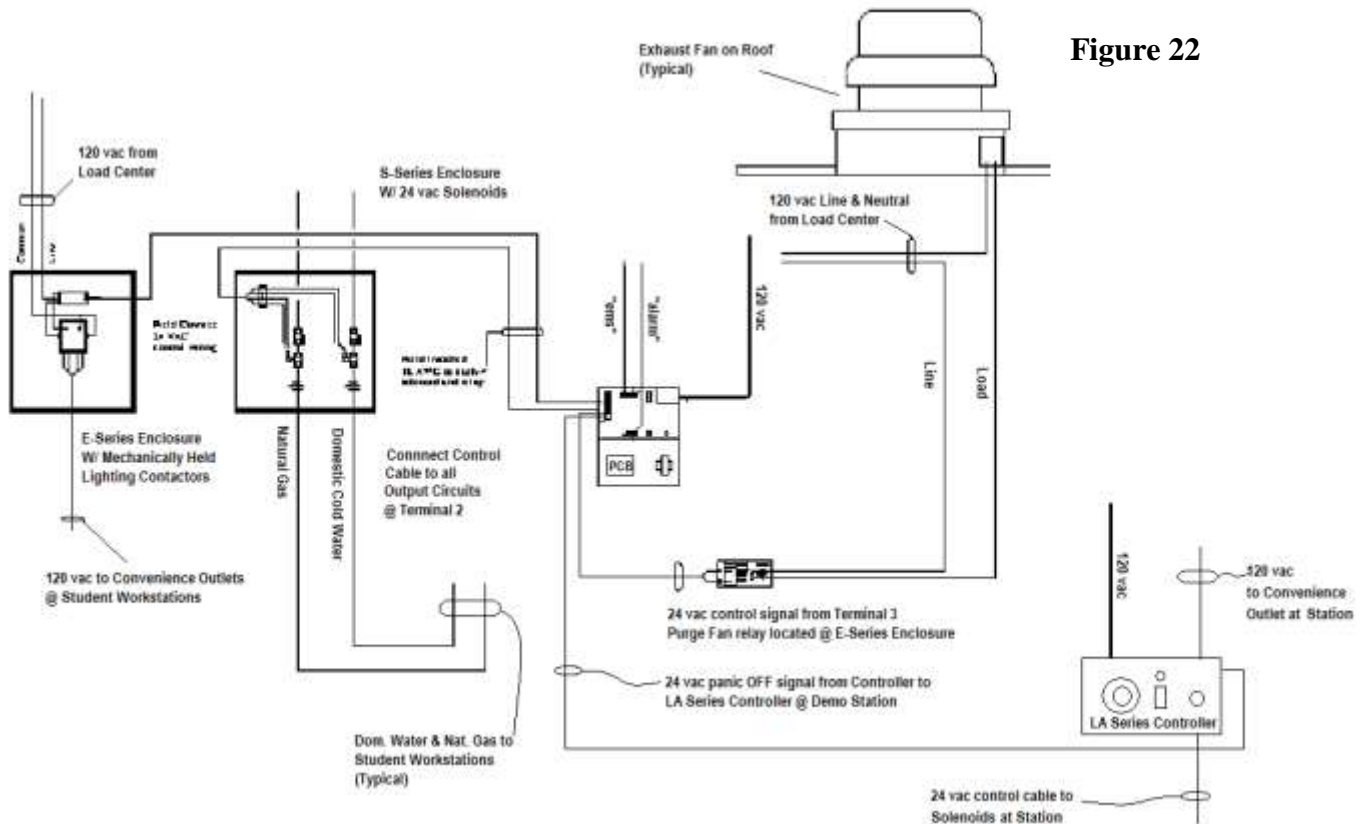 Figure 22
Exhaust Fan on Roof
(Typical)
120 vac from
Load Center
S-Series Enclosure
W/ 24 vac Solenoids
120 vac Line & Neutral
from Load Center
Common
"ems"
"alarm"
120 vac
Line
Load
control wiring
E-Series Enclosure
W/ Mechanically Held
Lighting Contactors
Natural Gas
Domestic Cold Water
Connnect Control
Cable to all
Output Circuits
@ Terminal 2
PCB
120 vac to Convenience Outlets
@ Student Workstations
24 vac control signal from Terminal 3
Purge Fan relay located @ E-Series Enclosure
120 vac
120 vac
to Convenience
Outlet at Station
24 vac panic OFF signal from Controller to
LA Series Controller @ Demo Station
LA Series Controller
Dom. Water & Nat. Gas to
Student Workstations
(Typical)
24 vac control cable to
Solenoids at Station